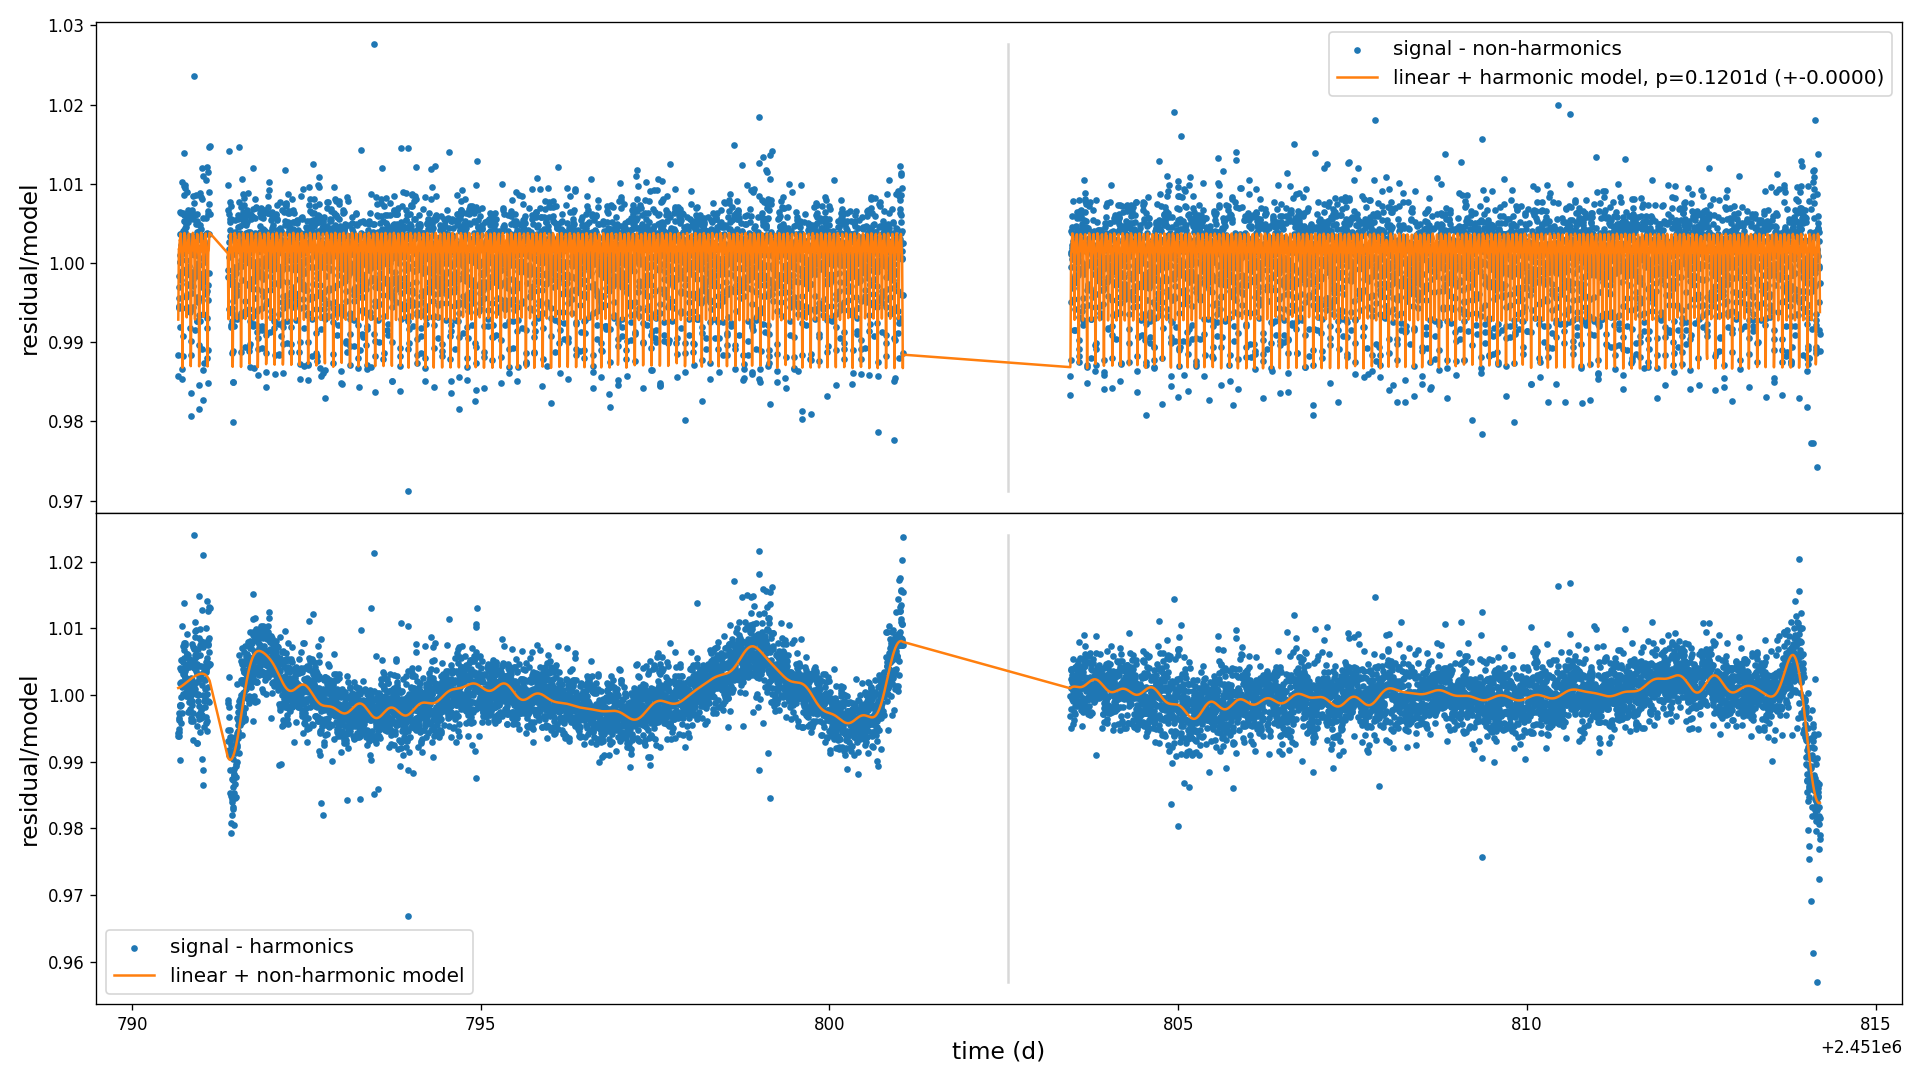 1.03
1.02
1.01
1.00
0.99
0.98
0.97
residual/model
signal - non-harmonics
linear + harmonic model, p=0.1201d (+-0.0000)
1.02
1.01
1.00
0.99
0.98
0.97
0.96
residual/model
signal - harmonics
linear + non-harmonic model
790
795
800
805
810
815
+2.451e6
time (d)